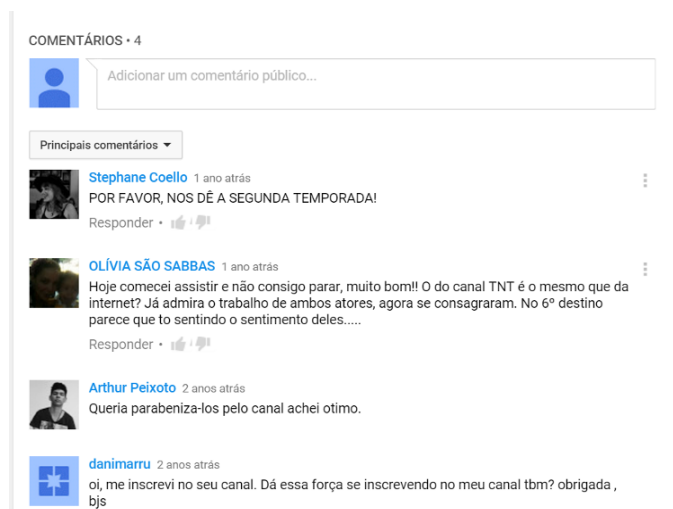 COMENTÁRIOS • 4
Adicionar um comentário público...
Principais comentários
Stephane Coello 1 ano atrás
POR FAVOR, NOS DÊ A SEGUNDA TEMPORADA!
Responder •
OLÍVIA SÃO SABBAS 1 ano atrás
Hoje comecei assistir e não consigo parar, muito bom!! O do canal TNT é o mesmo que da
internet? Já admira o trabalho de ambos atores, agora se consagraram. No 6º destino
parece que to sentindo o sentimento deles.....
Responder •
Arthur Peixoto 2 anos atrás
Queria parabeniza-los pelo canal achei otimo.
danimarru 2 anos atrás
oi, me inscrevi no seu canal. Dá essa força se inscrevendo no meu canal tbm? obrigada ,
bjs